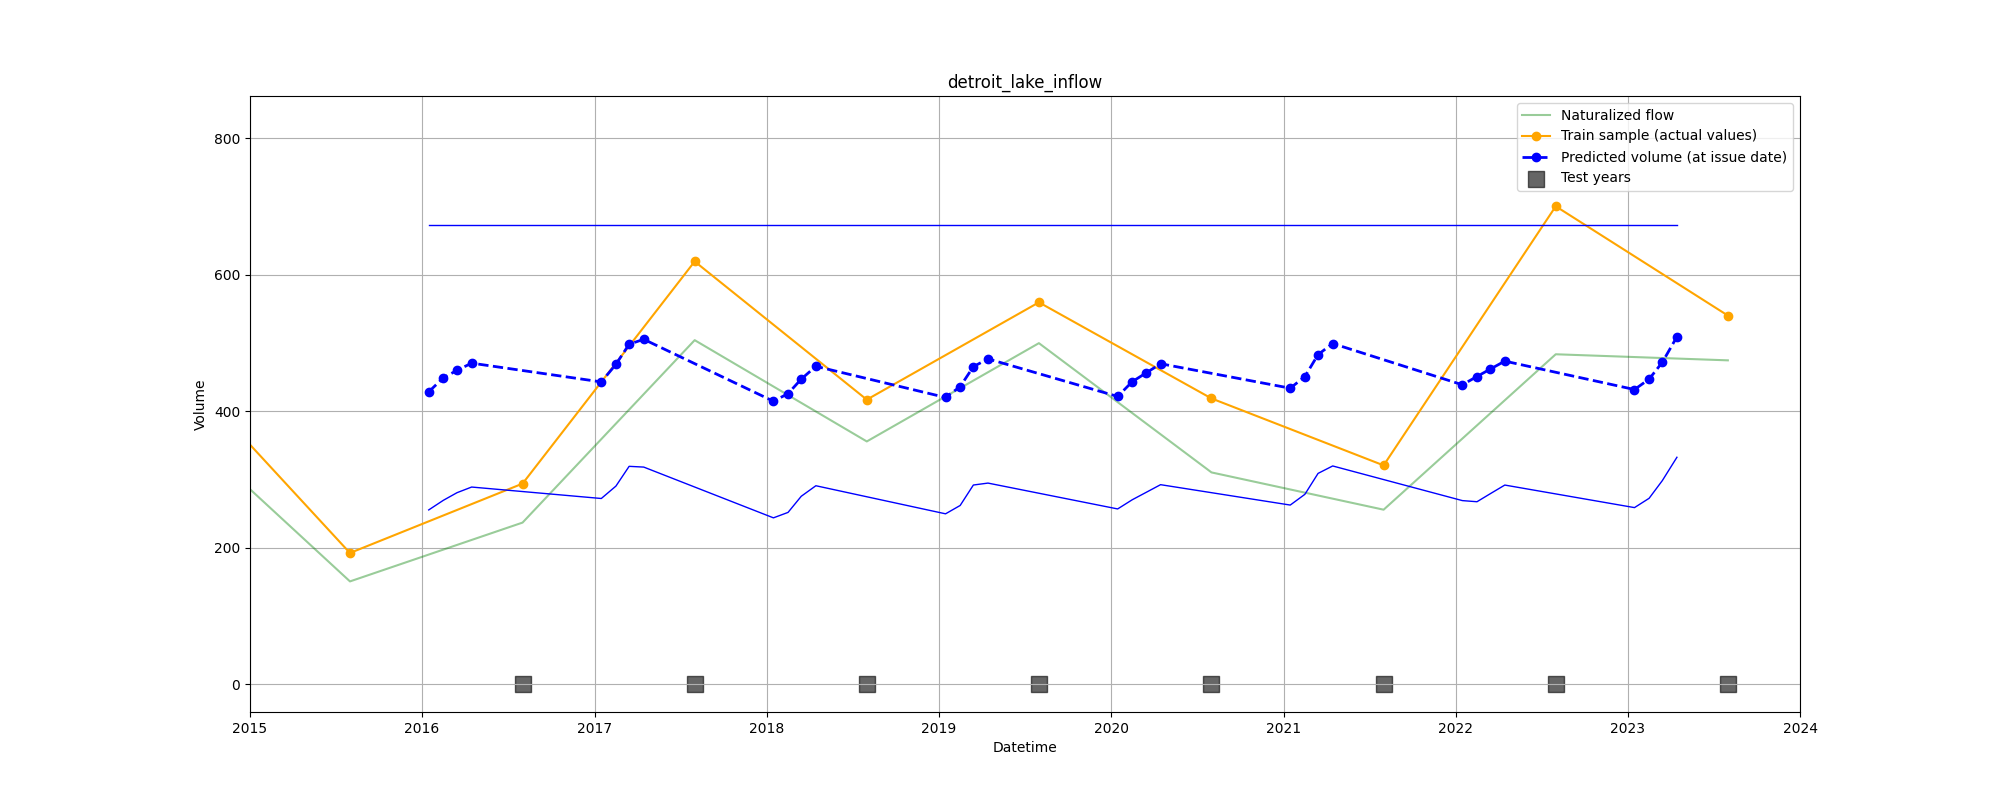 detroit_lake_inflow
Naturalized flow
Train sample (actual values)
Predicted volume (at issue date)
Test years
800
600
400
200
0
Volume
2015 2016 2017 2018 2019 2020 2021 2022 2023 2024
Datetime